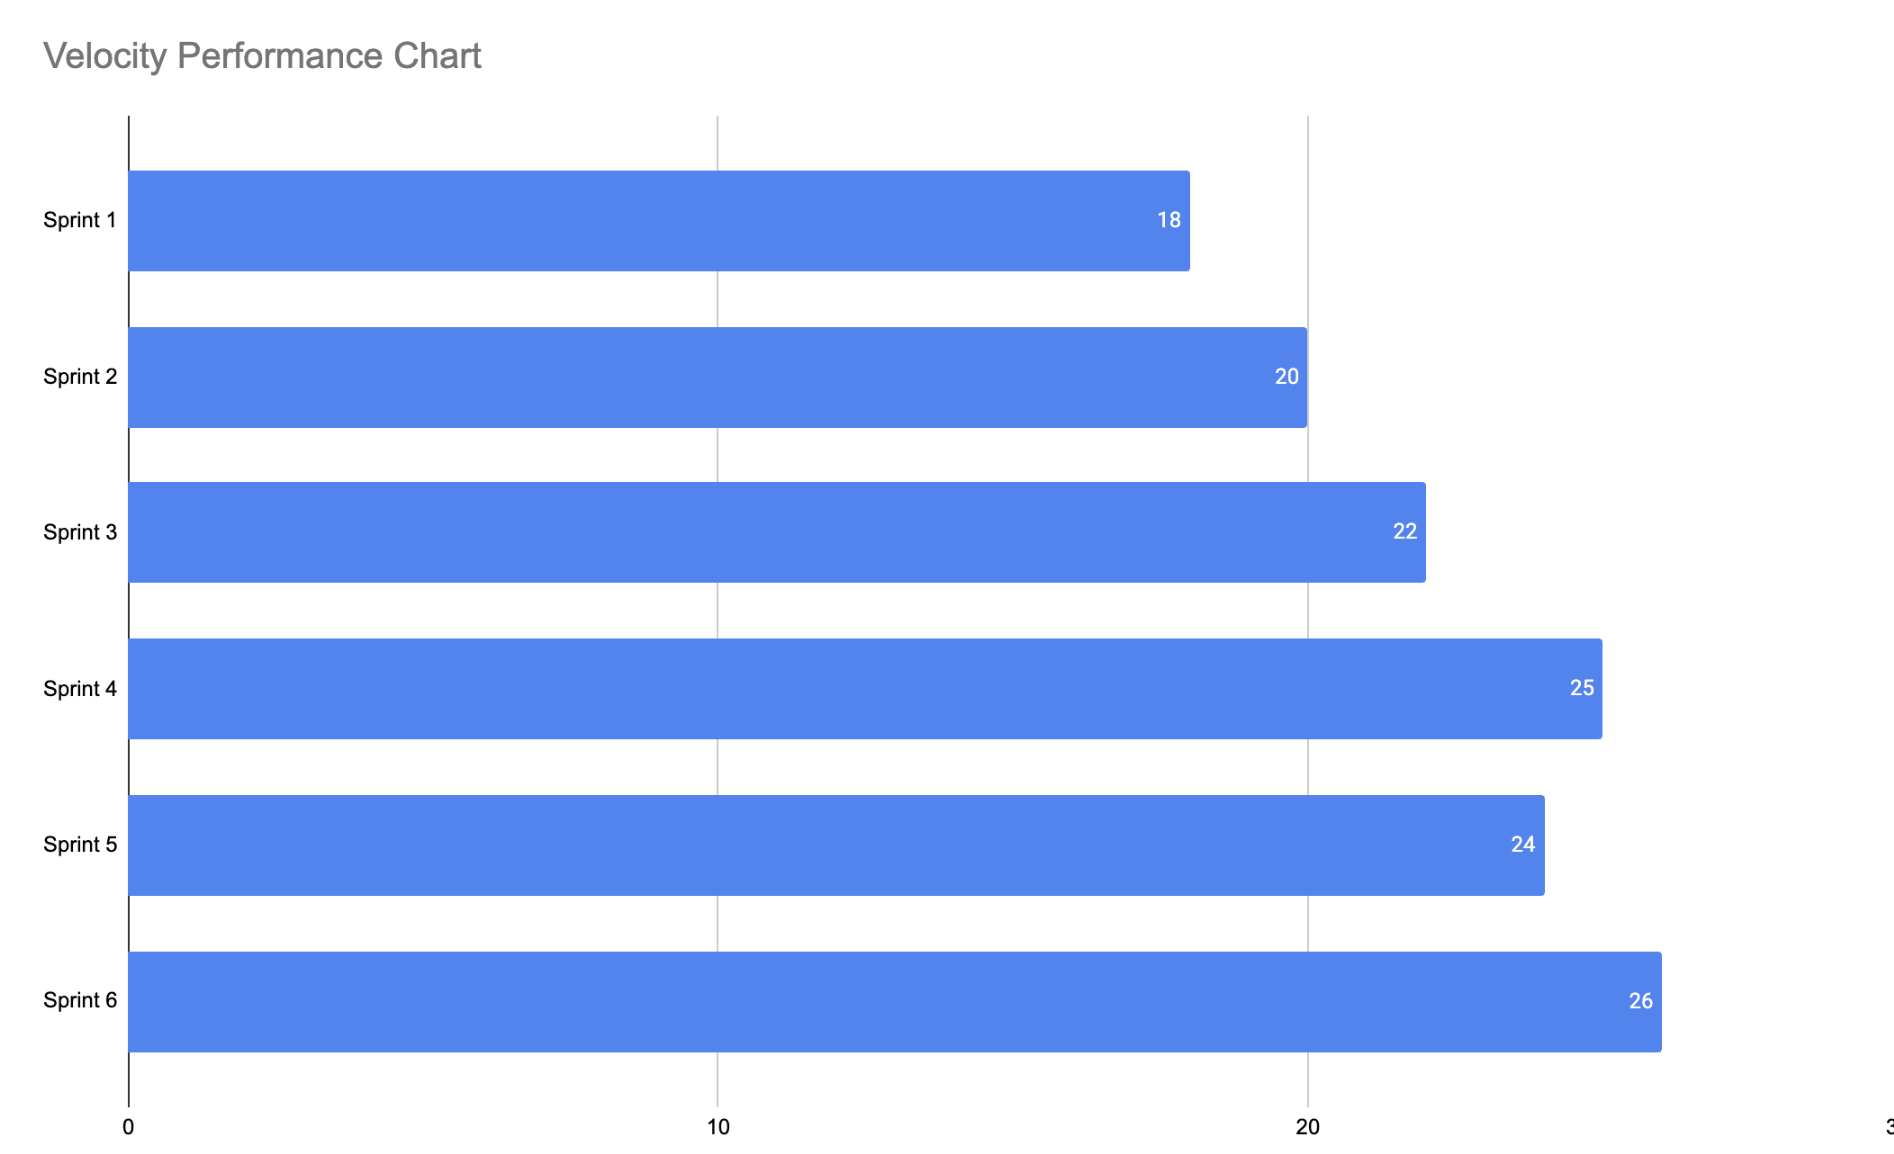 Velocity Performance Chart
Sprint 1
18
Sprint 2
20
Sprint 3
22
Sprint 4
25
Sprint 5
24
Sprint 6
26
0 10 20